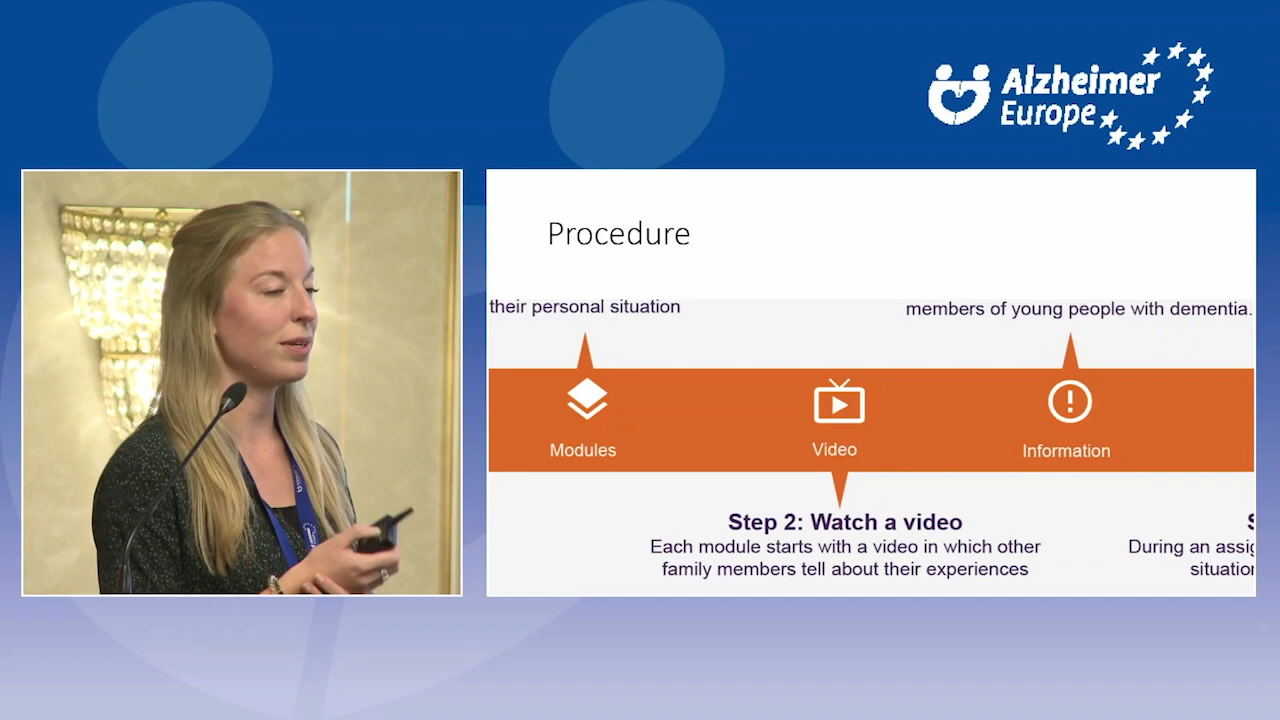 Alzheimer
Europe
Procedure
their personal situation
members of young people with dementia.
Modules
Video
Information
Step 2: Watch a video
Each module starts with a video in which other
family members tell about their experiences
During an assig
situation